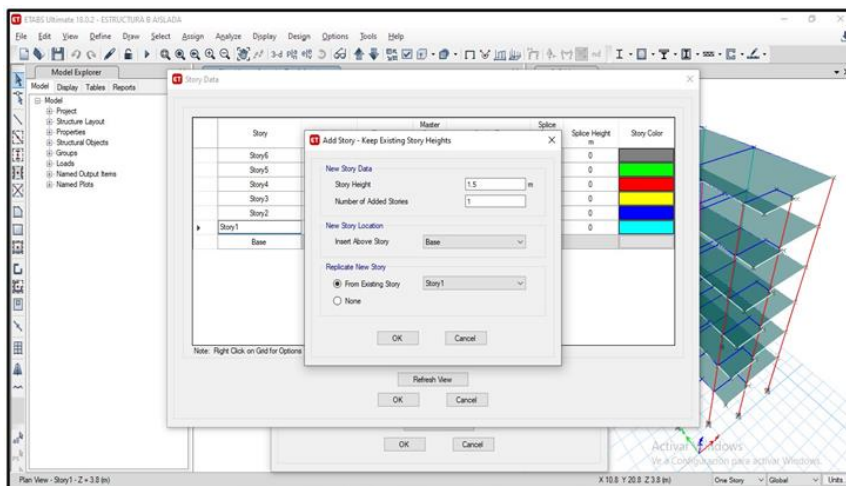 ETABS Ultimate 18.0.2 - ESTRUCTURA B AISLADA
File Edit View Define Draw Select Assign Analyze Display Design Options Tools Help
Model Explorer
Model Display Tables Reports
Model
Project
Structure Layout
Properties
Structural Objects
Groups
Loads
Named Output Items
Named Plots
Story Data
Story Master Splice Splice Height m Story Color
Story6 0
Story5 0
Story4 0
Story3 0
Story2 0
Story1 0
Base
Note: Right Click on Grid for Options
Refresh View
OK Cancel
OK Cancel
Add Story - Keep Existing Story Heights
New Story Data
Story Height 1.5 m
Number of Added Stories 1
New Story Location
Insert Above Story Base
Replicate New Story
From Existing Story Story1
None
OK Cancel
Activar Windows
Ve a Configuración para activar Windows.
Plan View - Story1 - Z = 3.8 (m) X 10.8 Y 20.8 Z 3.8 (m) One Story Global Units